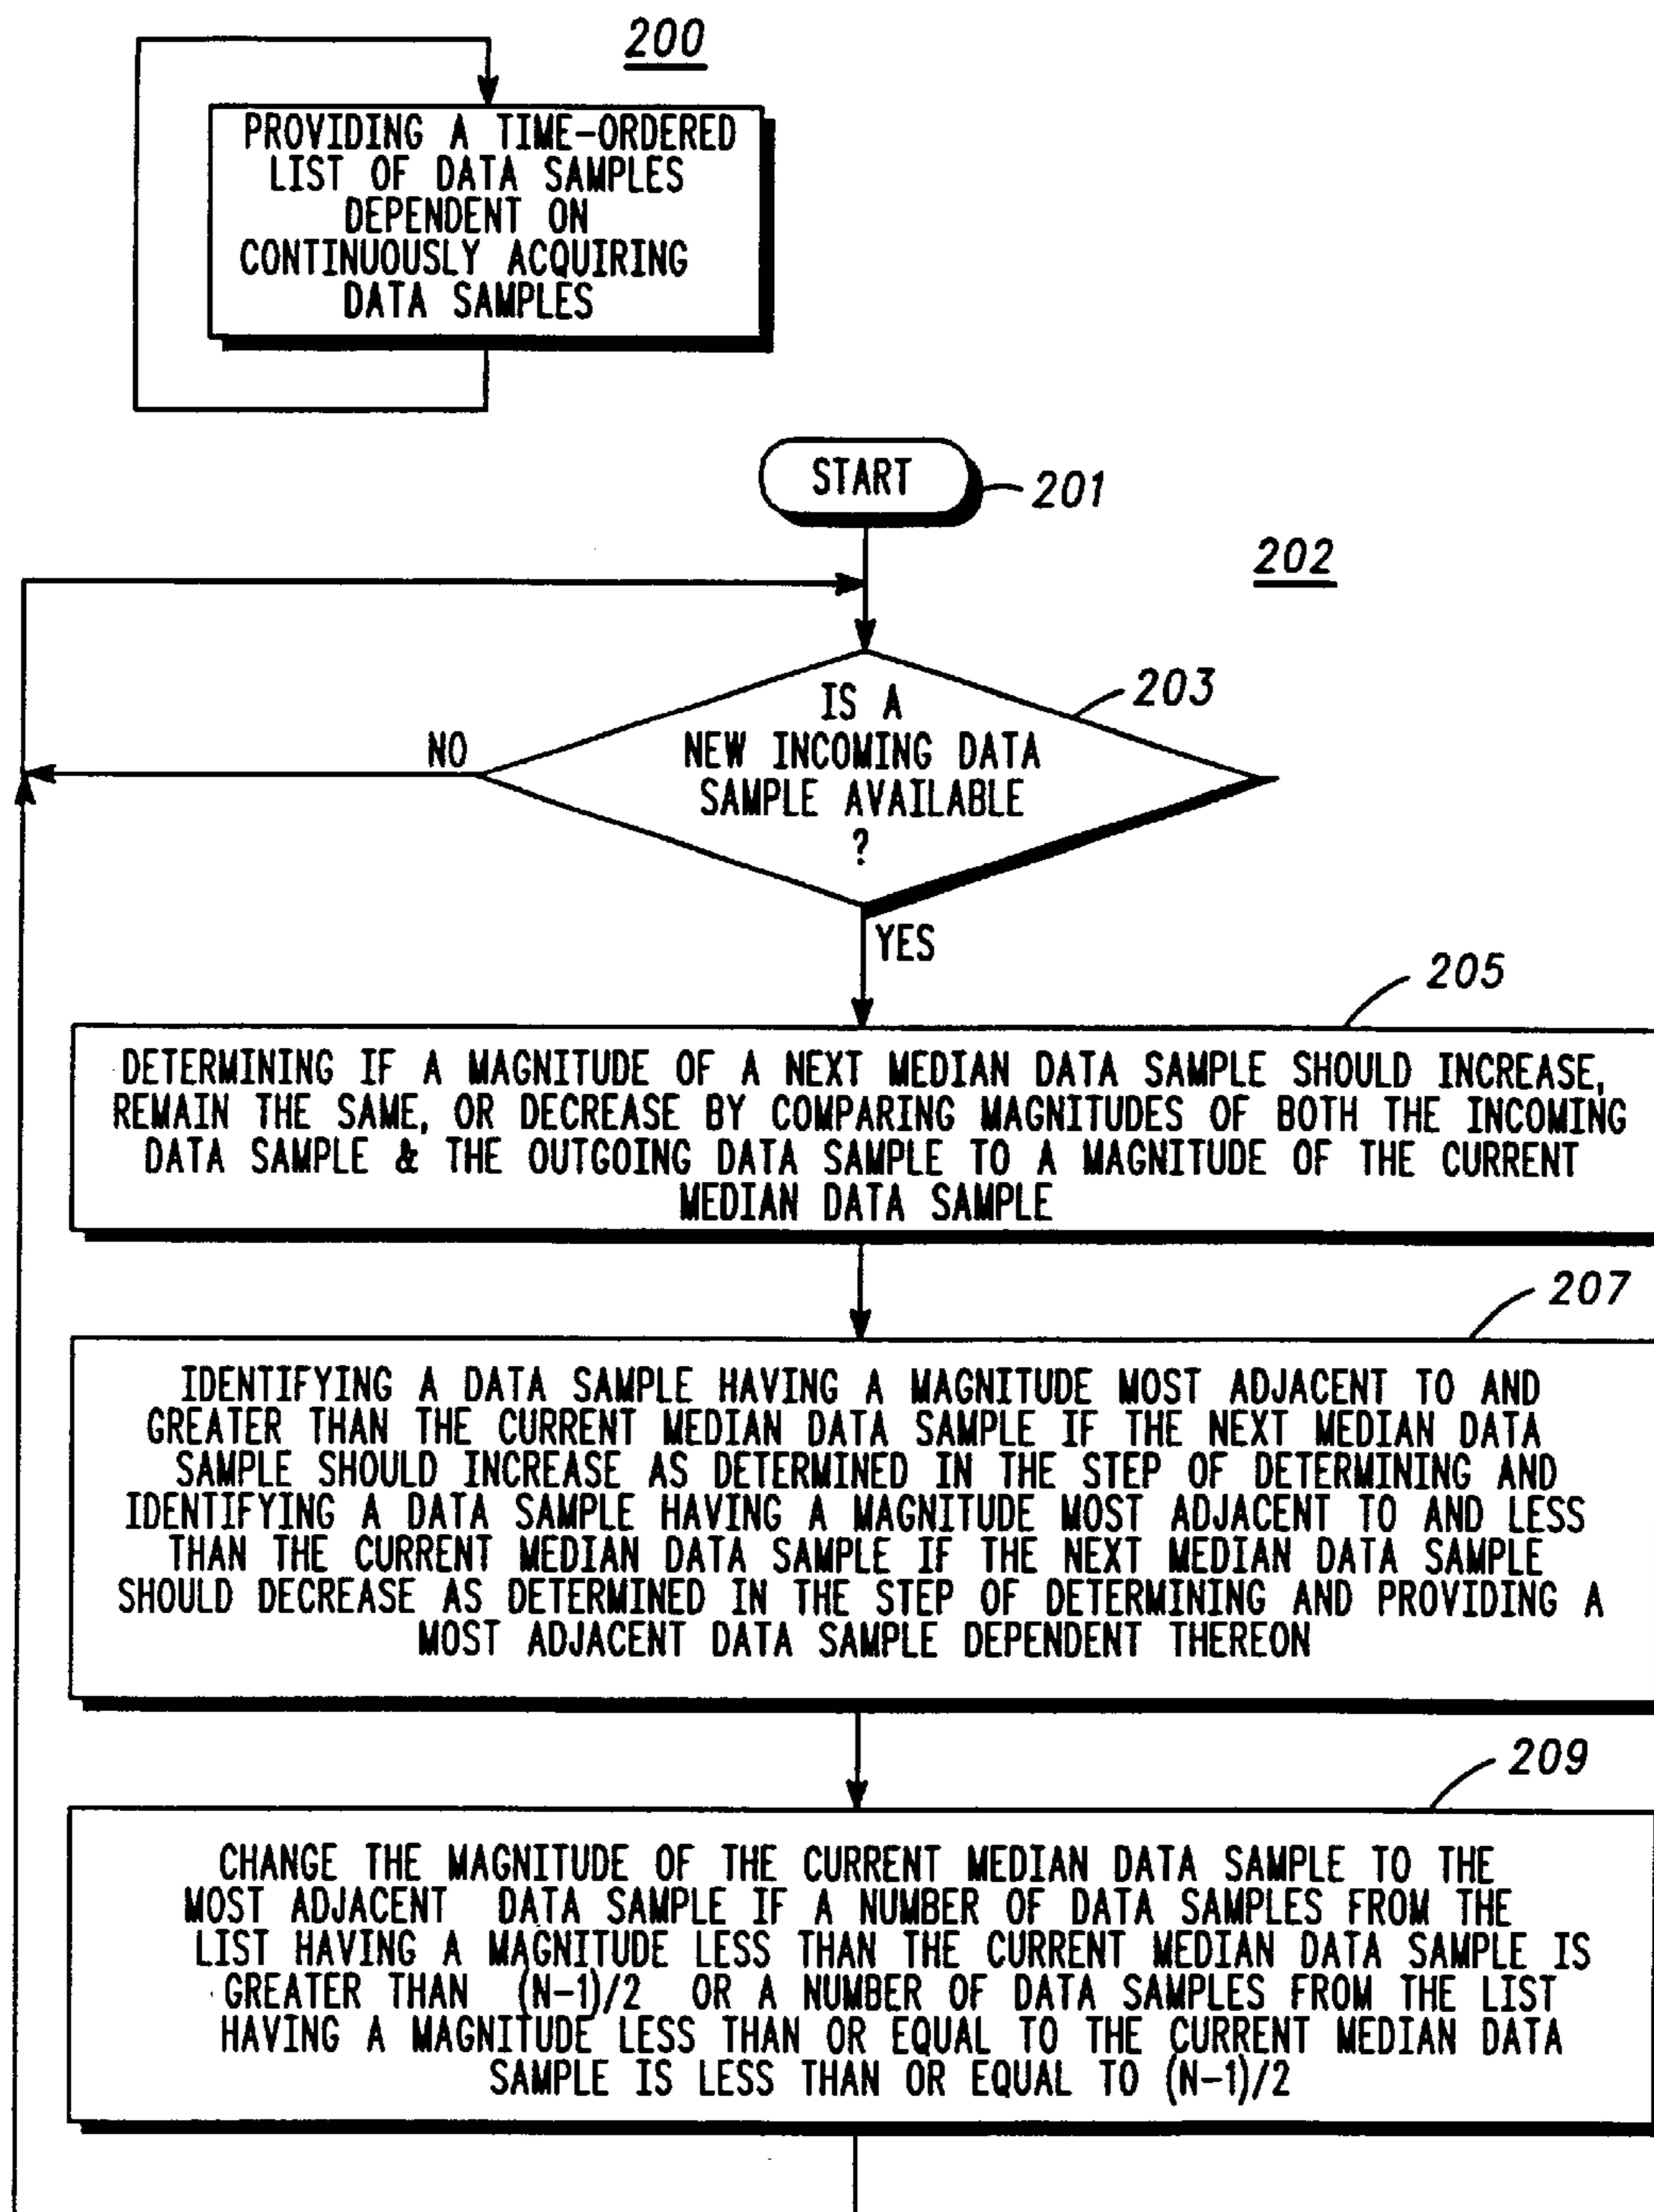 200
PROVIDING A TIME-ORDERED
LIST OF DATA SAMPLES
DEPENDENT ON
CONTINUOUSLY ACQUIRING
DATA SAMPLES
START
201
202
203
IS A
NEW INCOMING DATA
SAMPLE AVAILABLE
?
NO
YES
205
DETERMINING IF A MAGNITUDE OF A NEXT MEDIAN DATA SAMPLE SHOULD INCREASE,
REMAIN THE SAME, OR DECREASE BY COMPARING MAGNITUDES OF BOTH THE INCOMING
DATA SAMPLE & THE OUTGOING DATA SAMPLE TO A MAGNITUDE OF THE CURRENT
MEDIAN DATA SAMPLE
207
IDENTIFYING A DATA SAMPLE HAVING A MAGNITUDE MOST ADJACENT TO AND
GREATER THAN THE CURRENT MEDIAN DATA SAMPLE IF THE NEXT MEDIAN DATA
SAMPLE SHOULD INCREASE AS DETERMINED IN THE STEP OF DETERMINING AND
IDENTIFYING A DATA SAMPLE HAVING A MAGNITUDE MOST ADJACENT TO AND LESS
THAN THE CURRENT MEDIAN DATA SAMPLE IF THE NEXT MEDIAN DATA SAMPLE
SHOULD DECREASE AS DETERMINED IN THE STEP OF DETERMINING AND PROVIDING A
MOST ADJACENT DATA SAMPLE DEPENDENT THEREON
209
CHANGE THE MAGNITUDE OF THE CURRENT MEDIAN DATA SAMPLE TO THE
MOST ADJACENT DATA SAMPLE IF A NUMBER OF DATA SAMPLES FROM THE
LIST HAVING A MAGNITUDE LESS THAN THE CURRENT MEDIAN DATA SAMPLE IS
GREATER THAN (N-1)/2 OR A NUMBER OF DATA SAMPLES FROM THE LIST
HAVING A MAGNITUDE LESS THAN OR EQUAL TO THE CURRENT MEDIAN DATA
SAMPLE IS LESS THAN OR EQUAL TO (N-1)/2